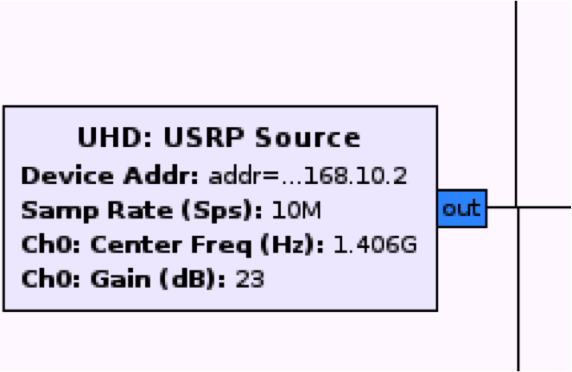 UHD: USRP Source
Device Addr: addr=...168.10.2
Samp Rate (Sps): 10M
Ch0: Center Freq (Hz): 1.406G
Ch0: Gain (dB): 23
out